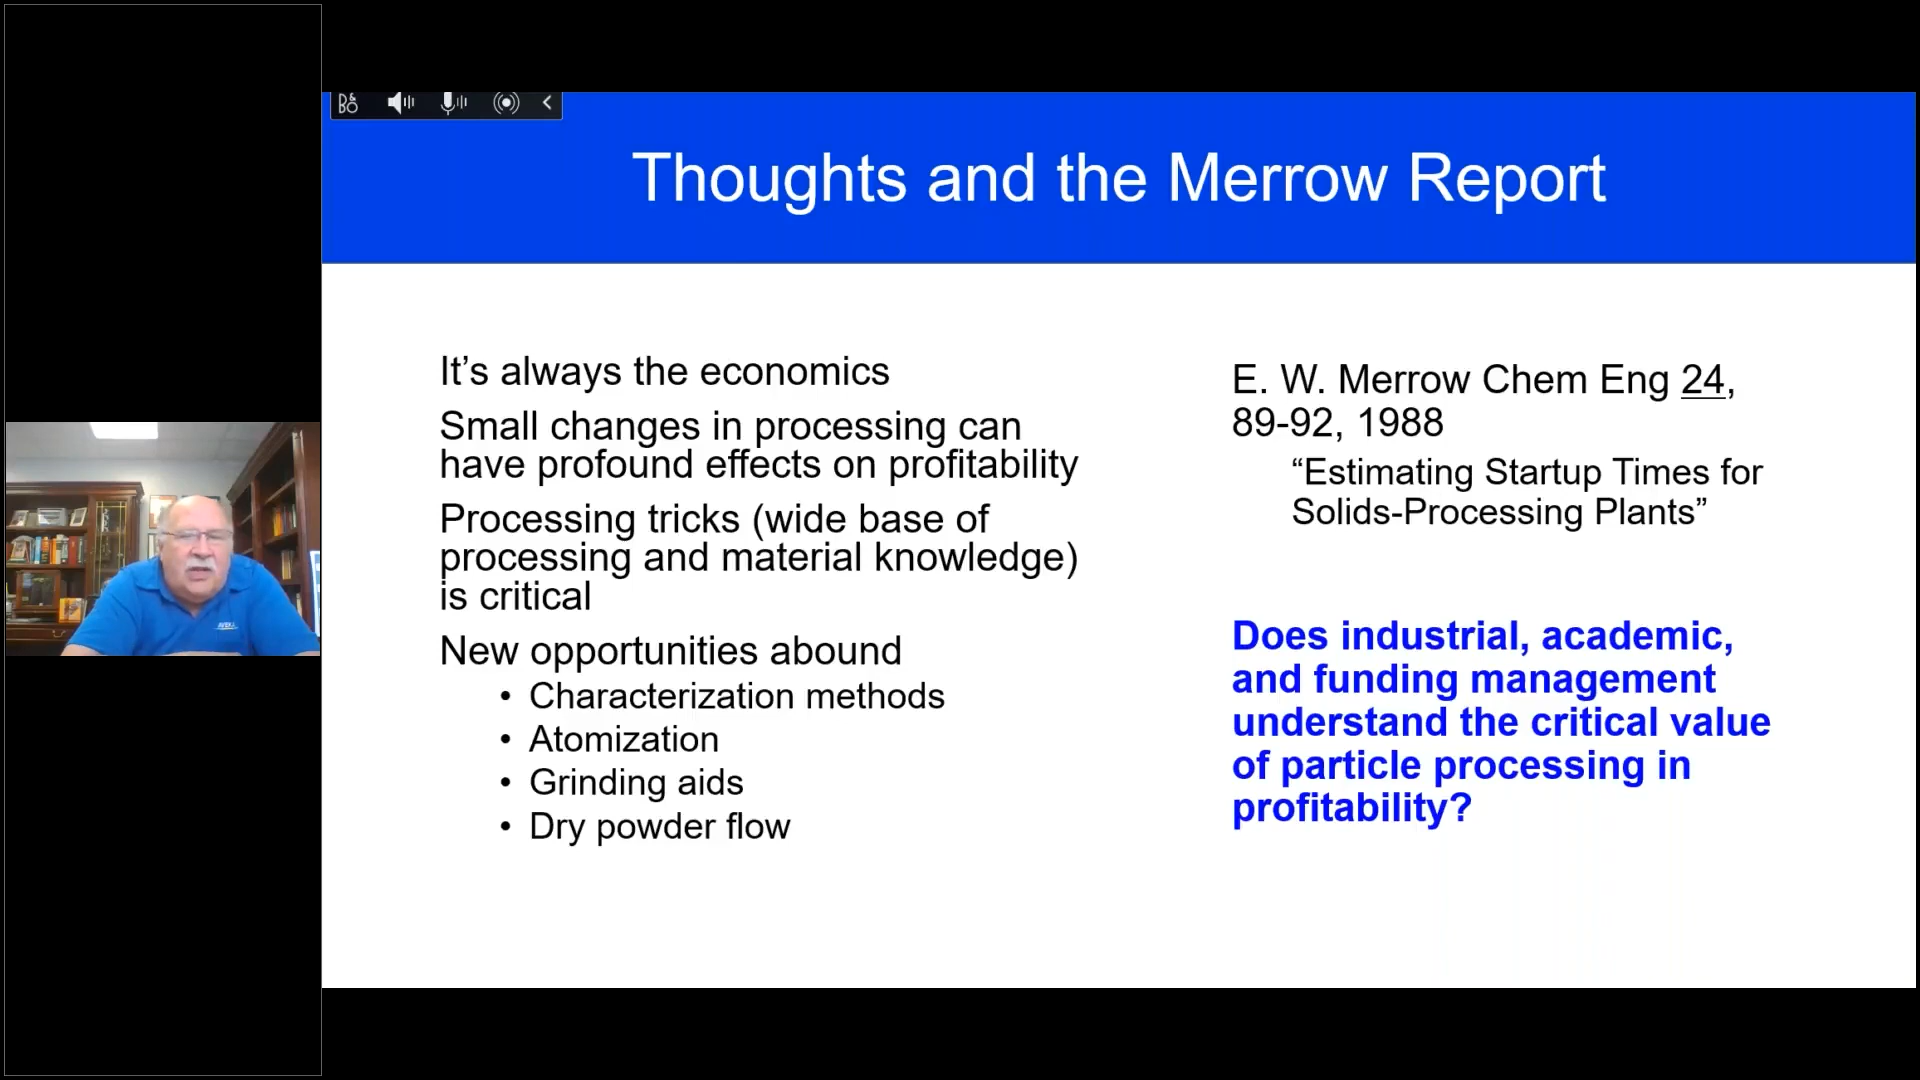 Thoughts and the Merrow Report
It’s always the economics
Small changes in processing can
have profound effects on profitability
Processing tricks (wide base of
processing and material knowledge)
is critical
New opportunities abound
• Characterization methods
• Atomization
• Grinding aids
• Dry powder flow
E. W. Merrow Chem Eng 24,
89-92, 1988
“Estimating Startup Times for
Solids-Processing Plants”
Does industrial, academic,
and funding management
understand the critical value
of particle processing in
profitability?